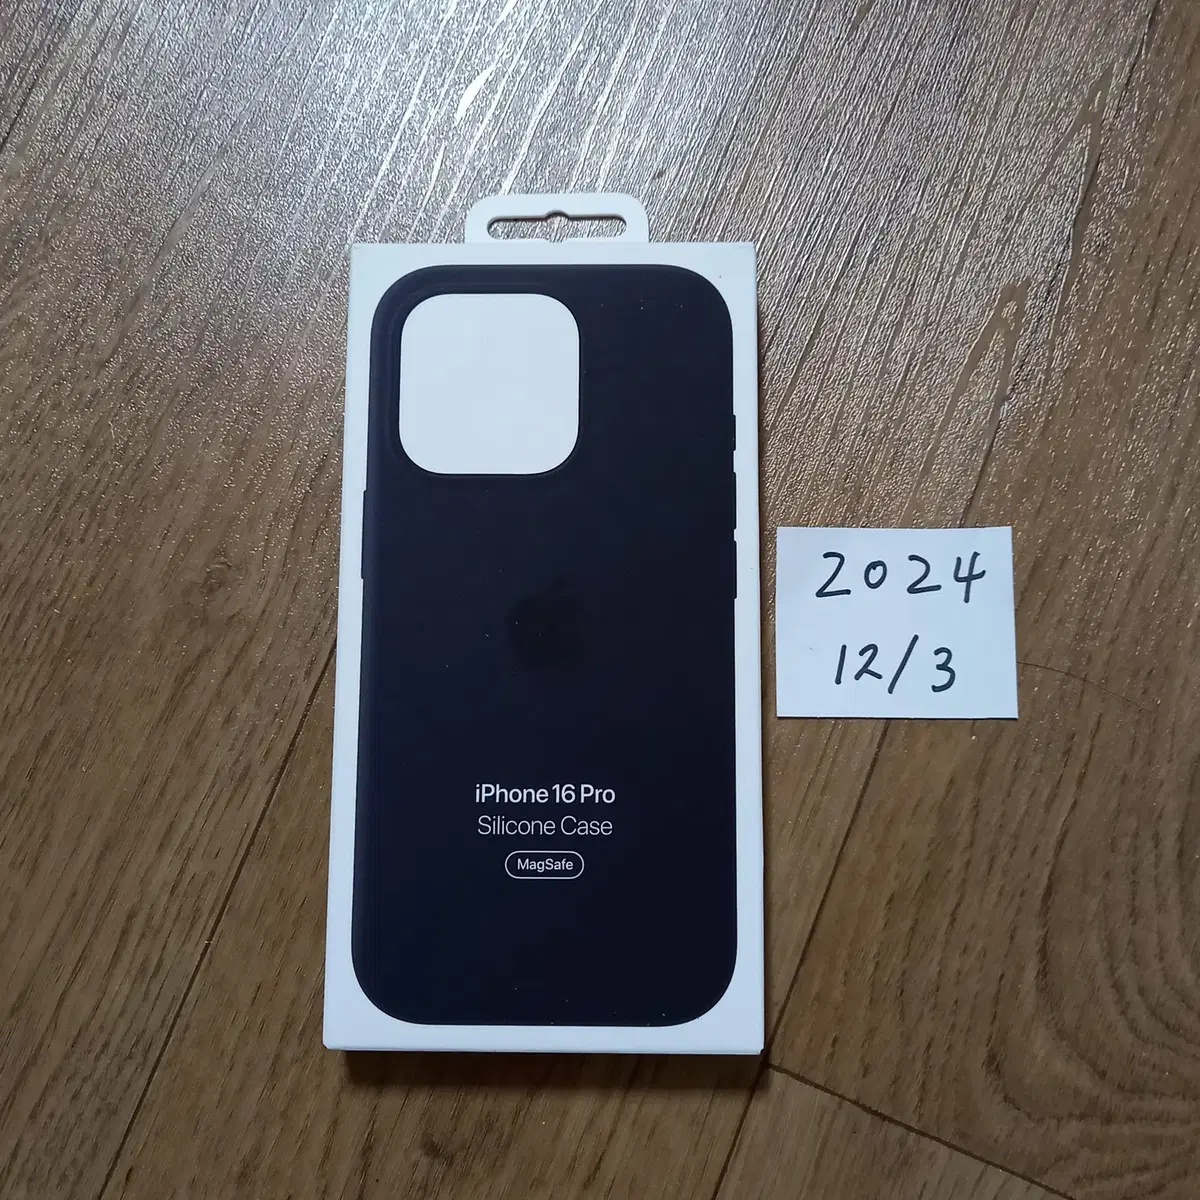 iPhone 16 Pro
Silicone Case
MagSafe
2024
12/3